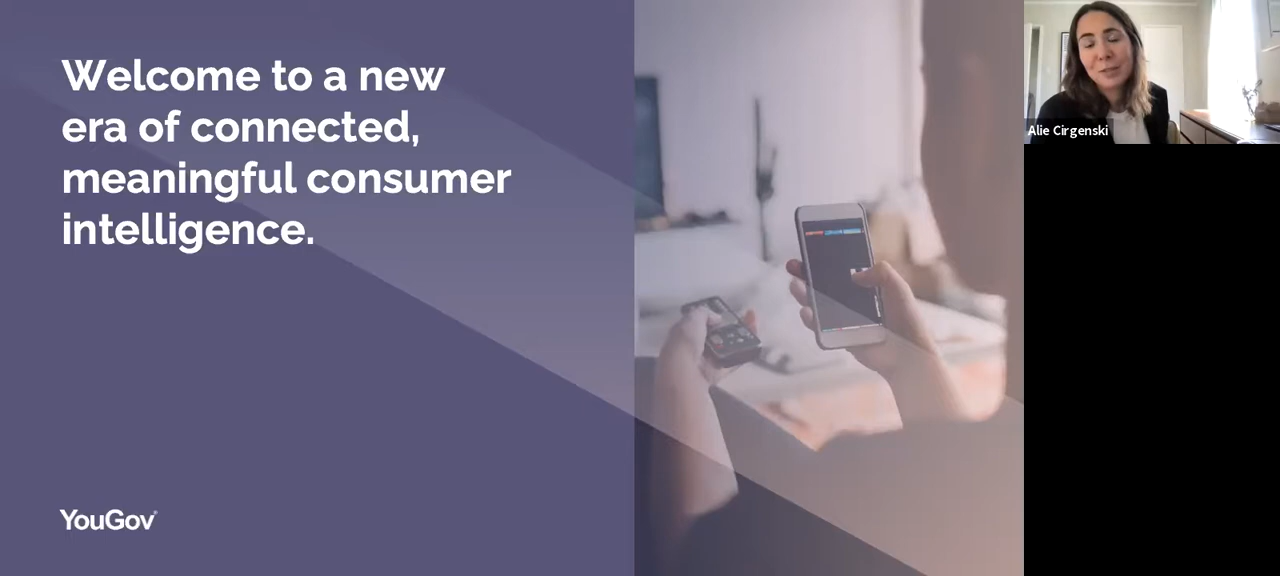 Welcome to a new
era of connected,
meaningful consumer
intelligence.
YouGov
Alie Cirgenski